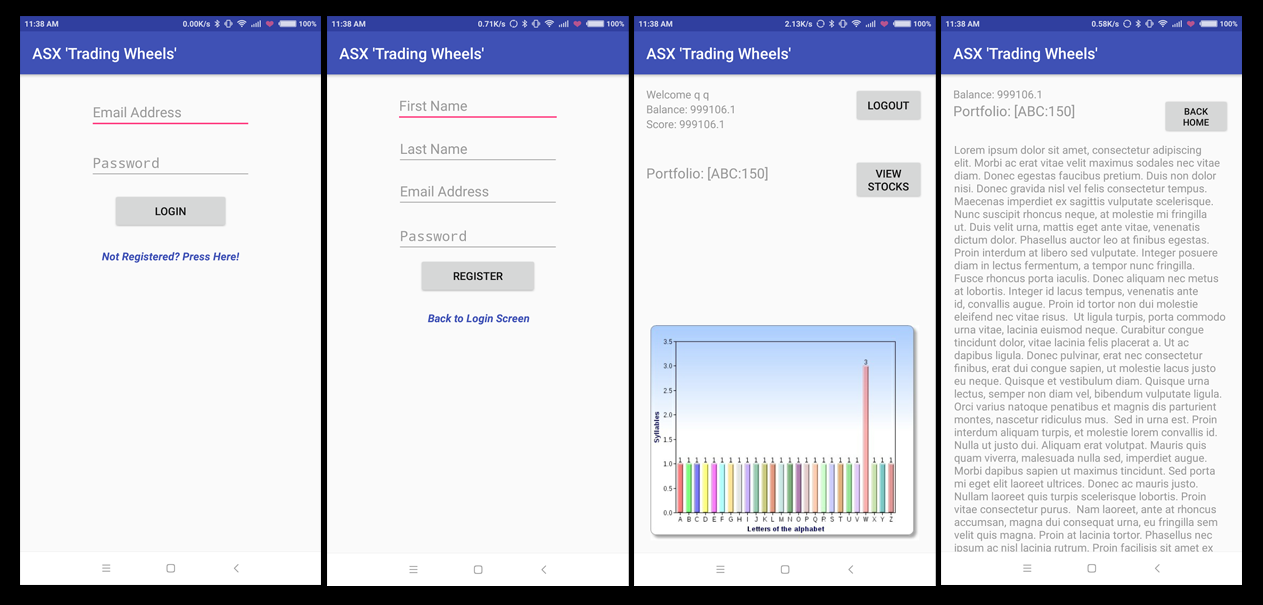 11:38 AM 0.00K/s 100%
ASX 'Trading Wheels'
Email Address
Password
LOGIN
Not Registered? Press Here!
11:38 AM 0.71K/s 100%
ASX 'Trading Wheels'
First Name
Last Name
Email Address
Password
REGISTER
Back to Login Screen
11:38 AM 2.13K/s 100%
ASX 'Trading Wheels'
Welcome q q
Balance: 999106.1
Score: 999106.1
LOGOUT
Portfolio: [ABC:150]
VIEW
STOCKS
3.5
3.0
2.5
2.0
1.5
1.0
0.5
0.0
Syllables
1 1 1 1 1 1 1 1 1 1 1 1 1 1 1 1 1 1 1 1 1 1 3 1 1 1
A B C D E F G H I J K L M N O P Q R S T U V W X Y Z
Letters of the alphabet
11:38 AM 0.58K/s 100%
ASX 'Trading Wheels'
Balance: 999106.1
Portfolio: [ABC:150]
BACK
HOME
Lorem ipsum dolor sit amet, consectetur adipiscing
elit. Morbi ac erat vitae velit maximus sodales nec vitae
diam. Donec egestas faucibus pretium. Duis non dolor
nisi. Donec gravida nisl vel felis consectetur tempus.
Maecenas imperdiet ex sagittis vulputate scelerisque.
Nunc suscipit rhoncus neque, at molestie mi fringilla
ut. Duis velit urna, mattis eget ante vitae, venenatis
dictum dolor. Phasellus auctor leo at finibus egestas.
Proin interdum at libero sed vulputate. Integer posuere
diam in lectus fermentum, a tempor nunc fringilla.
Fusce rhoncus porta iaculis. Donec aliquam nec metus
at lobortis. Integer id lacus tempus, venenatis ante
id, convallis augue. Proin id tortor non dui molestie
eleifend nec vitae risus.  Ut ligula turpis, porta commodo
urna vitae, lacinia euismod neque. Curabitur congue
tincidunt dolor, vitae lacinia felis placerat a. Ut ac
dapibus ligula. Donec pulvinar, erat nec consectetur
finibus, erat dui congue sapien, ut molestie lacus justo
eu neque. Quisque et vestibulum diam. Quisque urna
lectus, semper non diam vel, bibendum vulputate ligula.
Orci varius natoque penatibus et magnis dis parturient
montes, nascetur ridiculus mus.  Sed in urna est. Proin
interdum aliquam turpis, et molestie lorem convallis id.
Nulla ut justo dui. Aliquam erat volutpat. Mauris quis
quam viverra, malesuada nulla sed, imperdiet augue.
Morbi dapibus sapien ut maximus tincidunt. Sed porta
mi eget elit laoreet ultrices. Donec ac mauris justo.
Nullam laoreet quis turpis scelerisque lobortis. Proin
vitae consectetur purus.  Nam laoreet, ante at rhoncus
accumsan, magna dui consequat urna, eu fringilla sem
velit quis magna. Proin at lacinia tortor. Phasellus nec
ipsum ac nisl lacinia rutrum. Proin facilisis sit amet ex